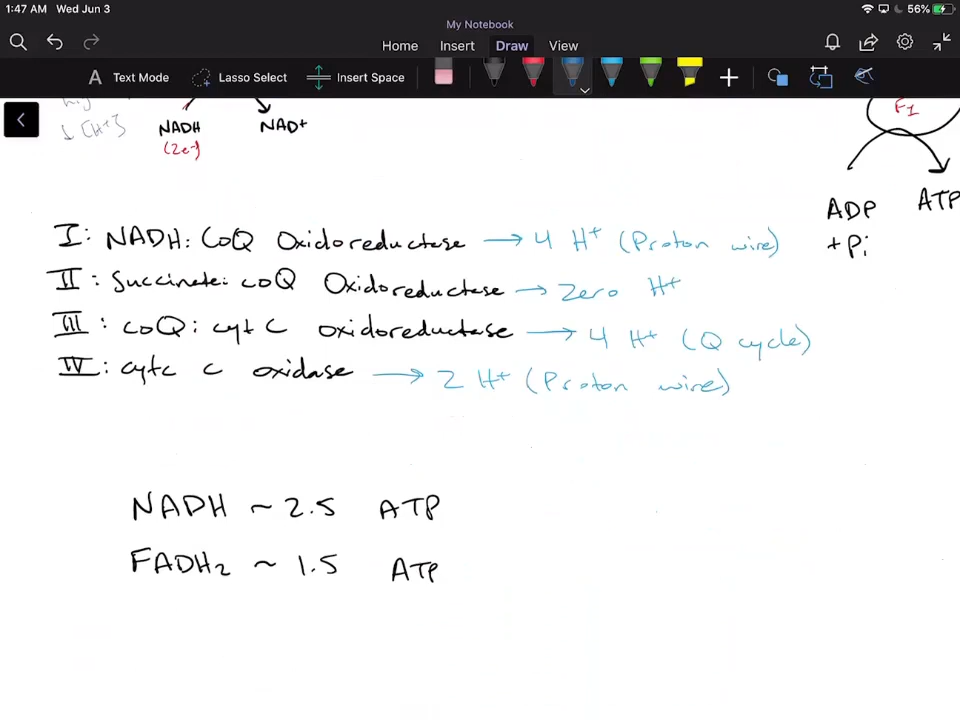 1:47 AM Wed Jun 3
56%
My Notebook
Home Insert Draw View
Text Mode Lasso Select Insert Space
↓ [H+]
NADH
(2e-)
NAD+
F1
ADP
+ Pi
ATP
I: NADH: CoQ Oxidoreductase → 4 H+ (Proton wire)
II: Succinate: coQ Oxidoreductase → Zero H+
III: coQ: cyt C oxidoreductase → 4 H+ (Q cycle)
IV: cytc c oxidase → 2 H+ (Proton wire)
NADH ~ 2.5 ATP
FADH2 ~ 1.5 ATP